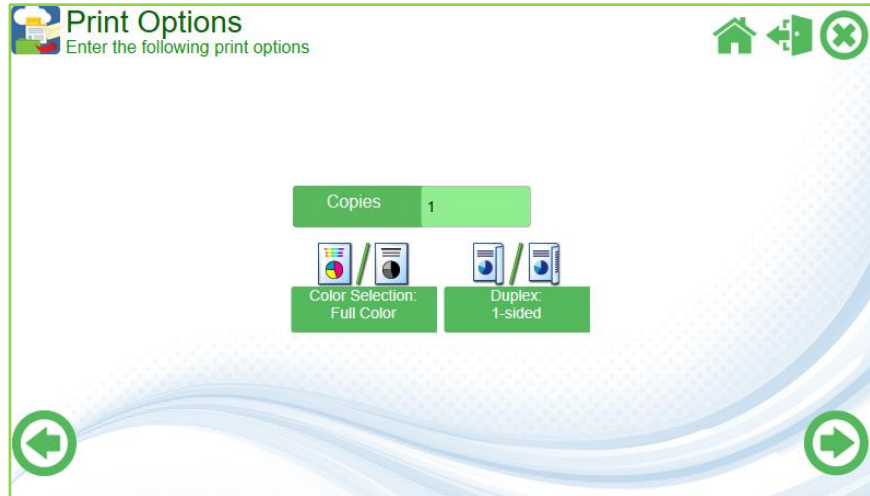 Print Options
Enter the following print options
Copies
1
Color Selection:
Full Color
Duplex:
1-sided